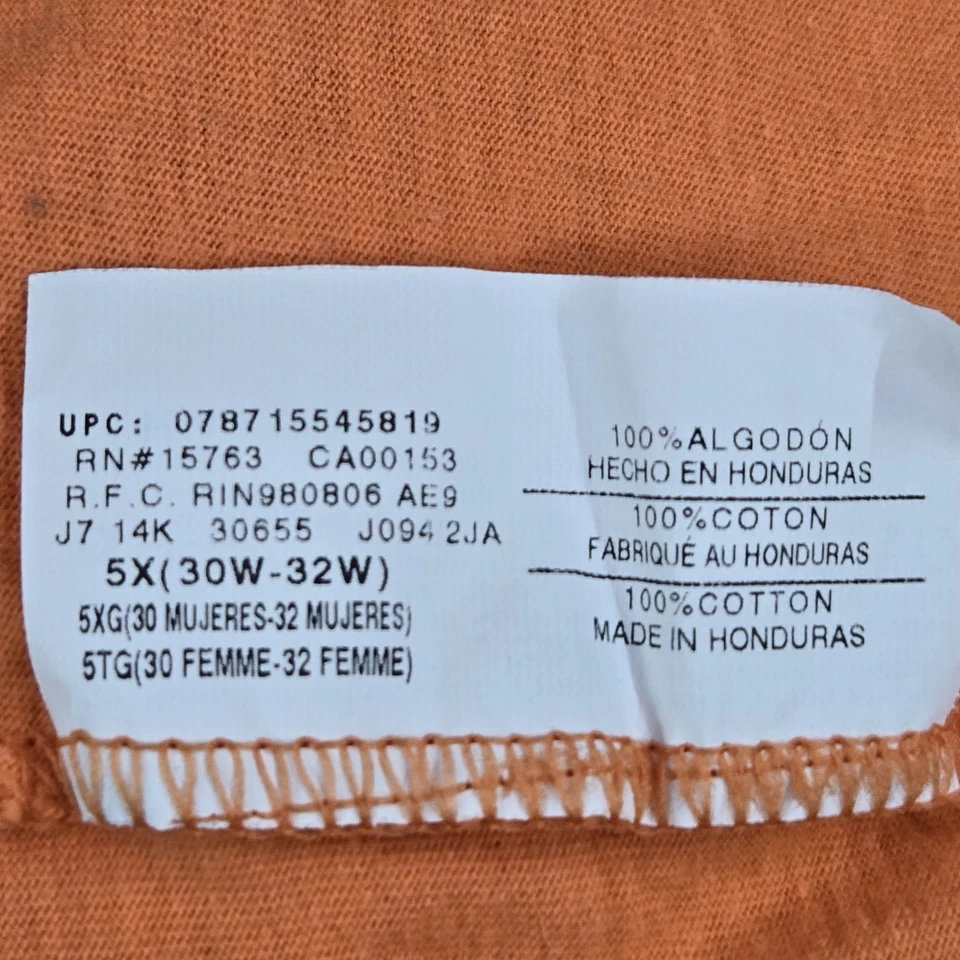 UPC: 078715545819
RN#15763 CA00153
R.F.C. RIN980806 AE9
J7 14K 30655 J094 2JA
5X(30W-32W)
5XG(30 MUJERES-32 MUJERES)
5TG(30 FEMME-32 FEMME)
100%ALGODÓN
HECHO EN HONDURAS
100%COTON
FABRIQUÉ AU HONDURAS
100%COTTON
MADE IN HONDURAS